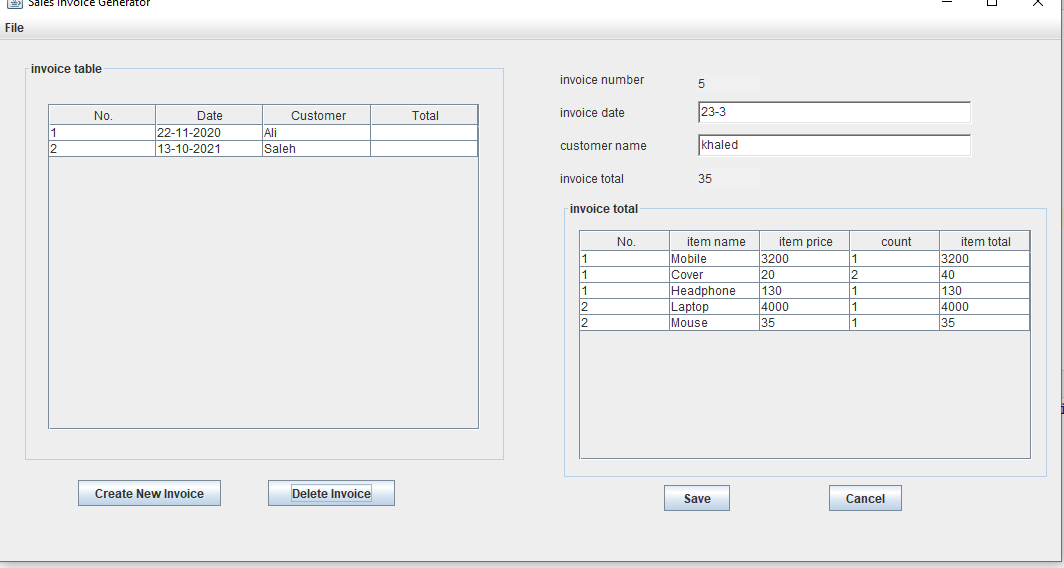 Sales Invoice Generator
File
invoice table
No. Date Customer Total
1 22-11-2020 Ali
2 13-10-2021 Saleh
Create New Invoice Delete Invoice
invoice number 5
invoice date 23-3
customer name khaled
invoice total 35
invoice total
No. item name item price count item total
1 Mobile 3200 1 3200
1 Cover 20 2 40
1 Headphone 130 1 130
2 Laptop 4000 1 4000
2 Mouse 35 1 35
Save Cancel